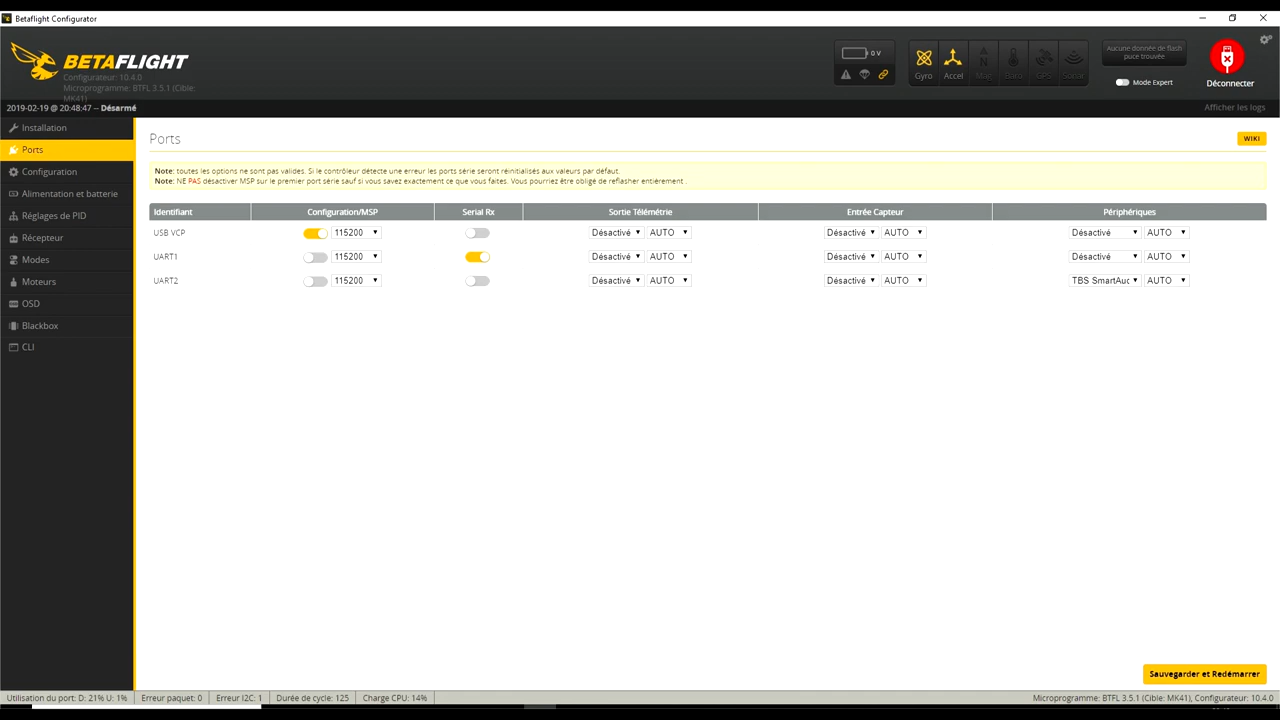 Betaflight Configurator
BETAFLIGHT
Configurateur: 10.4.0
Microprogramme: BTFL 3.5.1 (Cible:
MK41)
0 V
Gyro
Accel
Mag
Baro
GPS
Sonar
Aucune donnée de flash
puce trouvée
Mode Expert
Déconnecter
2019-02-19 @ 20:48:47 -- Désarmé
Afficher les logs
Installation
Ports
Configuration
Alimentation et batterie
Réglages de PID
Récepteur
Modes
Moteurs
OSD
Blackbox
CLI
Ports
WIKI
Note: toutes les options ne sont pas valides. Si le contrôleur détecte une erreur les ports série seront réinitialisés aux valeurs par défaut.
Note: NE PAS désactiver MSP sur le premier port série sauf si vous savez exactement ce que vous faites. Vous pourriez être obligé de reflasher entièrement .
Identifiant Configuration/MSP Serial Rx Sortie Télémétrie Entrée Capteur Périphériques
USB VCP 115200 Désactivé AUTO Désactivé AUTO Désactivé AUTO
UART1 115200 Désactivé AUTO Désactivé AUTO Désactivé AUTO
UART2 115200 Désactivé AUTO Désactivé AUTO TBS SmartAuc AUTO
Sauvegarder et Redémarrer
Utilisation du port: D: 21% U: 1% Erreur paquet: 0 Erreur I2C: 1 Durée de cycle: 125 Charge CPU: 14% Microprogramme: BTFL 3.5.1 (Cible: MK41), Configurateur: 10.4.0